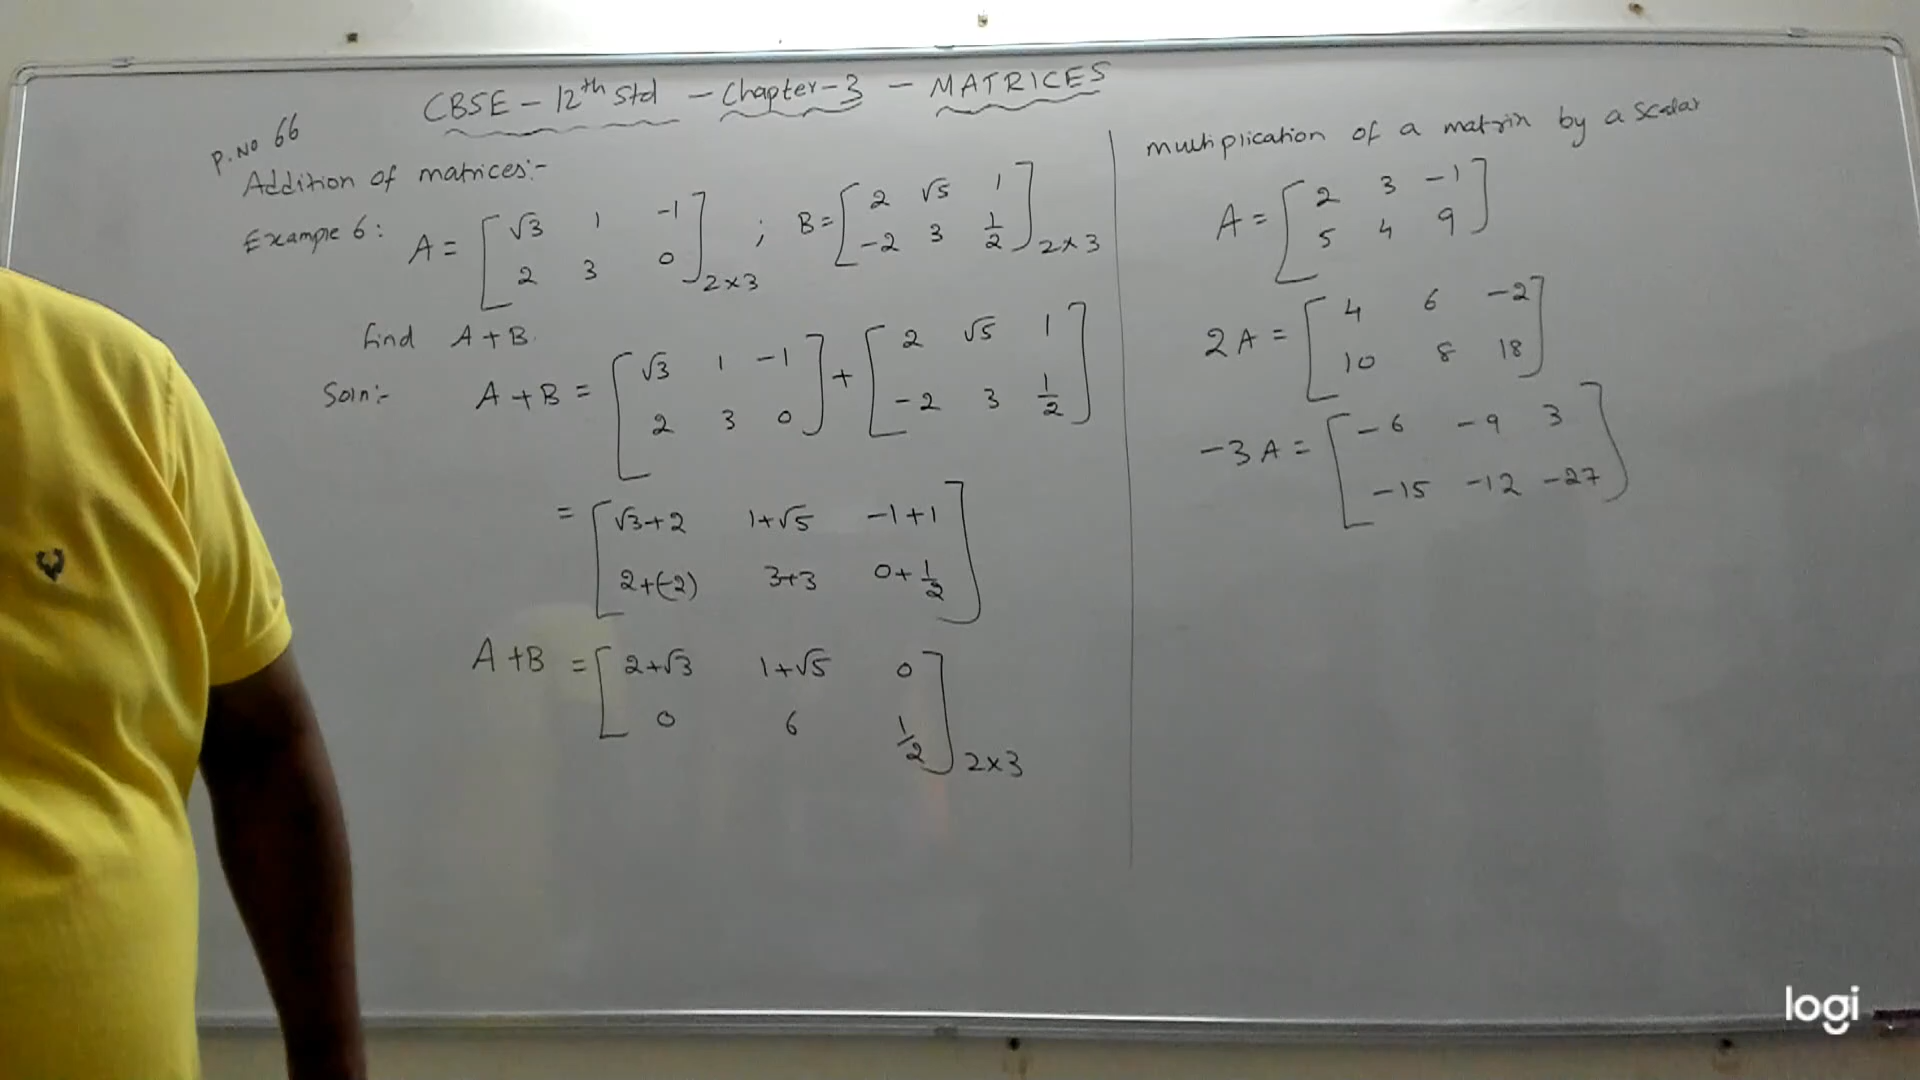 CBSE - 12th Std - Chapter-3 - MATRICES
P.No 66
Addition of matrices:-
Example 6: A = [ √3 1 -1
2 3 0 ] 2×3 ; B = [ 2 √5 1
-2 3 1/2 ] 2×3
find A+B.
Soln:- A+B = [ √3 1 -1
2 3 0 ] + [ 2 √5 1
-2 3 1/2 ]
= [ √3+2 1+√5 -1+1
2+(-2) 3+3 0+1/2 ]
A+B = [ 2+√3 1+√5 0
0 6 1/2 ] 2×3
multiplication of a matrix by a scalar
A = [ 2 3 -1
5 4 9 ]
2A = [ 4 6 -2
10 8 18 ]
-3A = [ -6 -9 3
-15 -12 -27 ]
logi